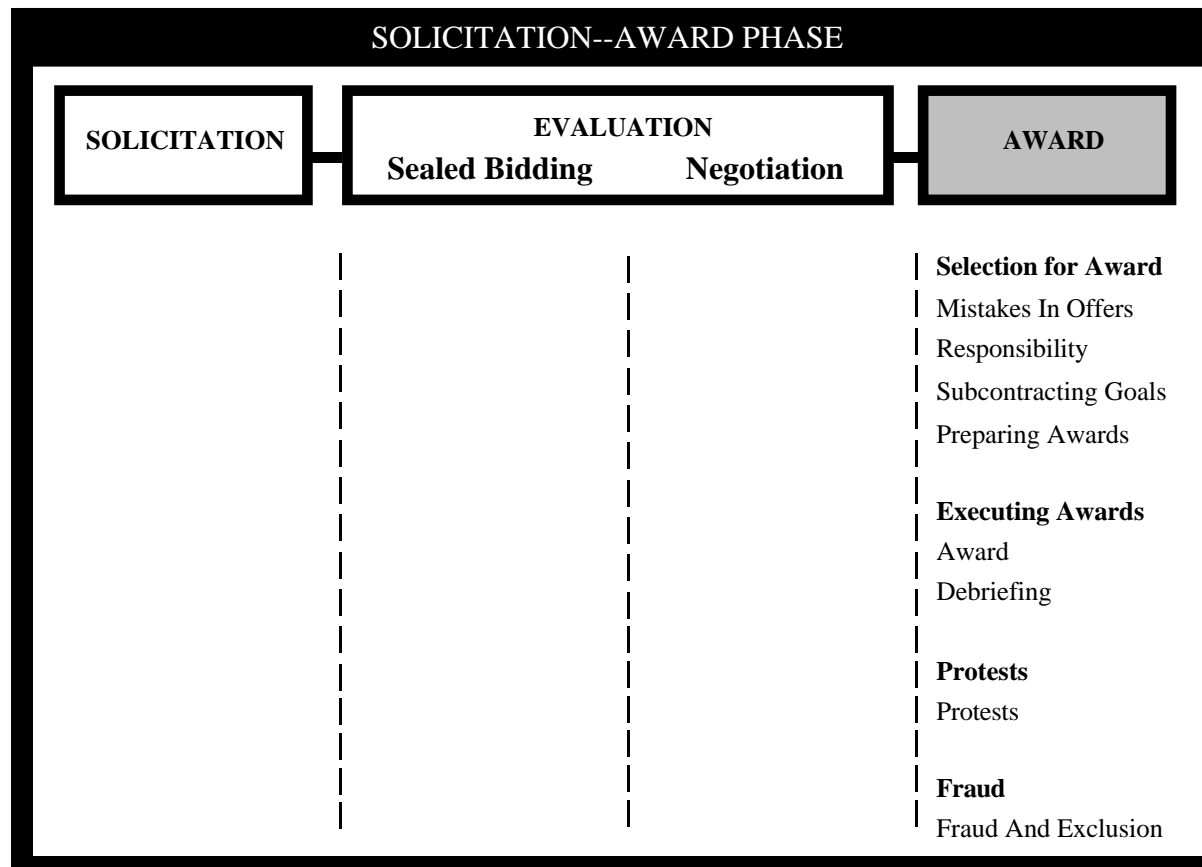 SOLICITATION--AWARD PHASE
SOLICITATION
EVALUATION
Sealed Bidding Negotiation
AWARD
Selection for Award
Mistakes In Offers
Responsibility
Subcontracting Goals
Preparing Awards
Executing Awards
Award
Debriefing
Protests
Protests
Fraud
Fraud And Exclusion